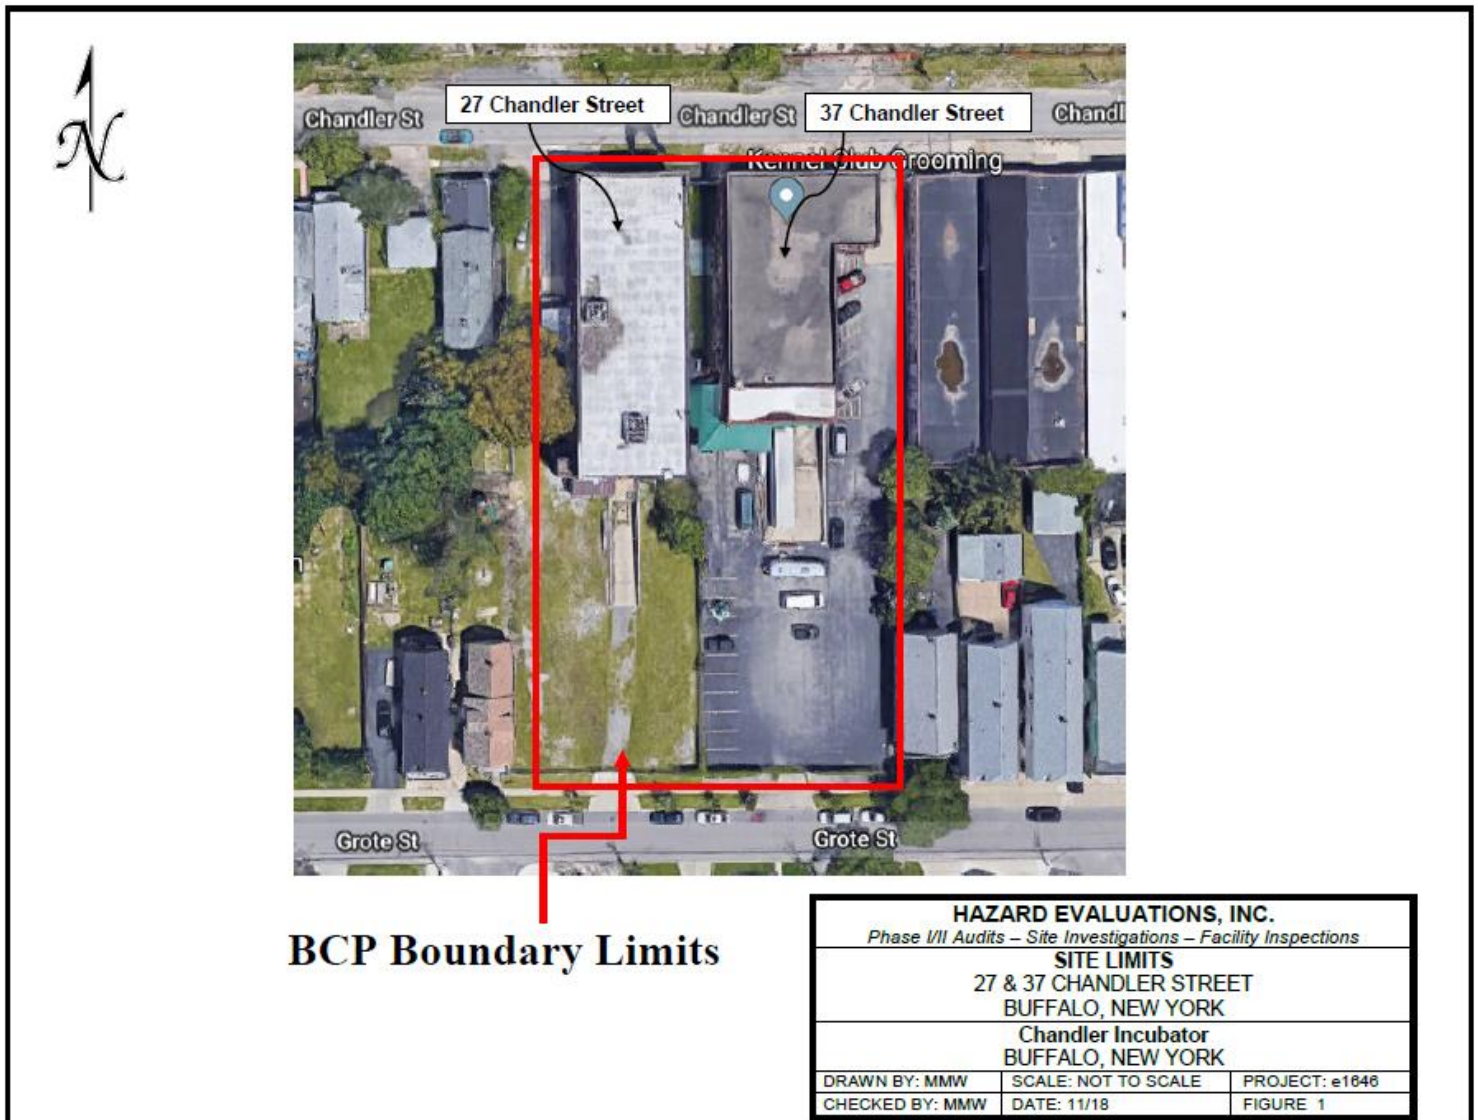 N
27 Chandler Street
37 Chandler Street
Chandler St
Chandler St
Chandl
Kennel Club Grooming
Grote St
Grote St
BCP Boundary Limits
HAZARD EVALUATIONS, INC.
Phase I/II Audits – Site Investigations – Facility Inspections
SITE LIMITS
27 & 37 CHANDLER STREET
BUFFALO, NEW YORK
Chandler Incubator
BUFFALO, NEW YORK
DRAWN BY: MMW SCALE: NOT TO SCALE PROJECT: e1646
CHECKED BY: MMW DATE: 11/18 FIGURE 1